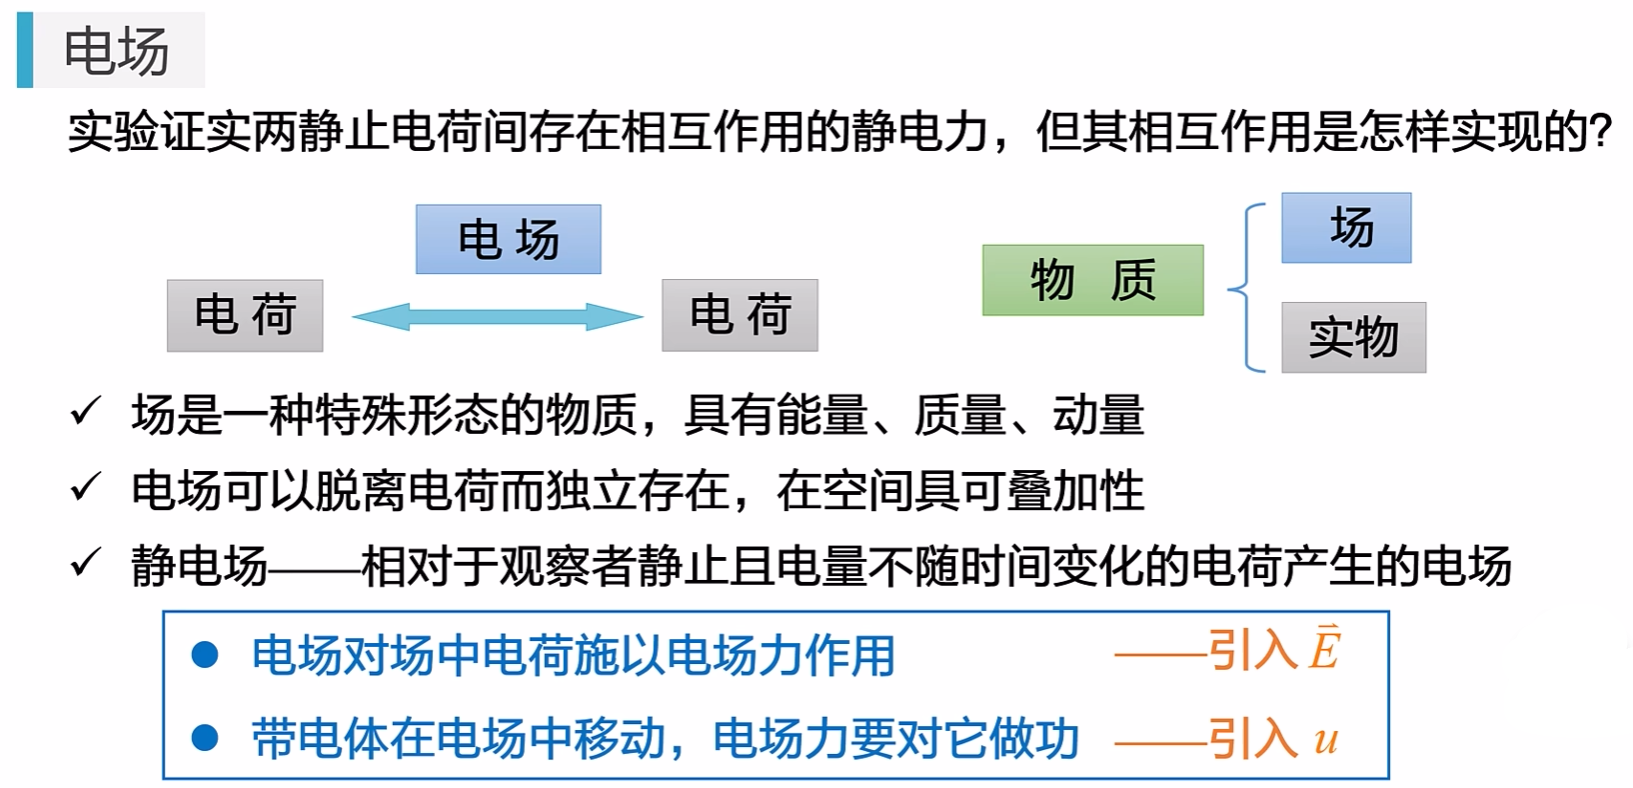 电场
实验证实两静止电荷间存在相互作用的静电力，但其相互作用是怎样实现的？
电 场
电 荷
电 荷
物 质
场
实物
✓ 场是一种特殊形态的物质，具有能量、质量、动量
✓ 电场可以脱离电荷而独立存在，在空间具可叠加性
✓ 静电场——相对于观察者静止且电量不随时间变化的电荷产生的电场
● 电场对场中电荷施以电场力作用 ——引入 $\vec{E}$
● 带电体在电场中移动，电场力要对它做功 ——引入 u